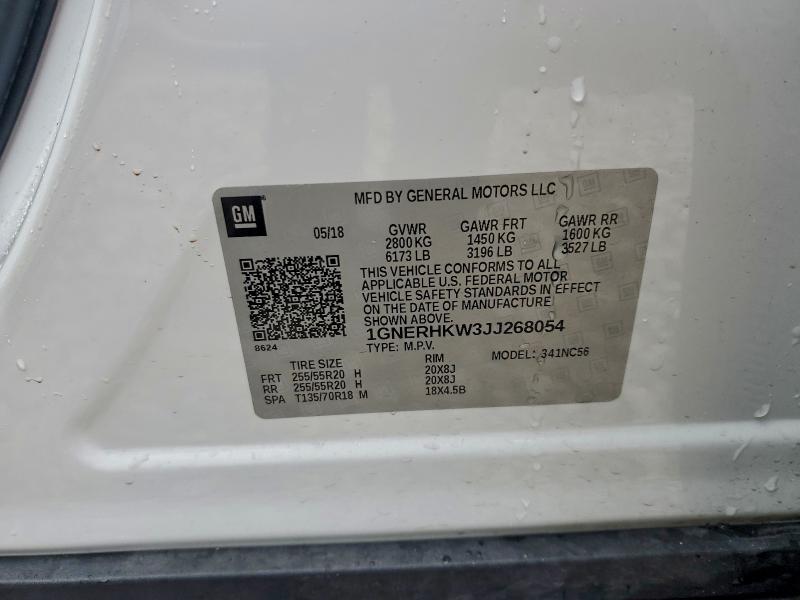 GM
MFD BY GENERAL MOTORS LLC
05/18 GVWR GAWR FRT GAWR RR
2800 KG 1450 KG 1600 KG
6173 LB 3196 LB 3527 LB
THIS VEHICLE CONFORMS TO ALL
APPLICABLE U.S. FEDERAL MOTOR
VEHICLE SAFETY STANDARDS IN EFFECT
ON THE DATE OF MANUFACTURE
SHOWN ABOVE.
8624
1GNERHKW3JJ268054
TYPE: M.P.V. MODEL: 341NC56
TIRE SIZE RIM
FRT 255/55R20 H 20X8J
RR 255/55R20 H 20X8J
SPA T135/70R18 M 18X4.5B